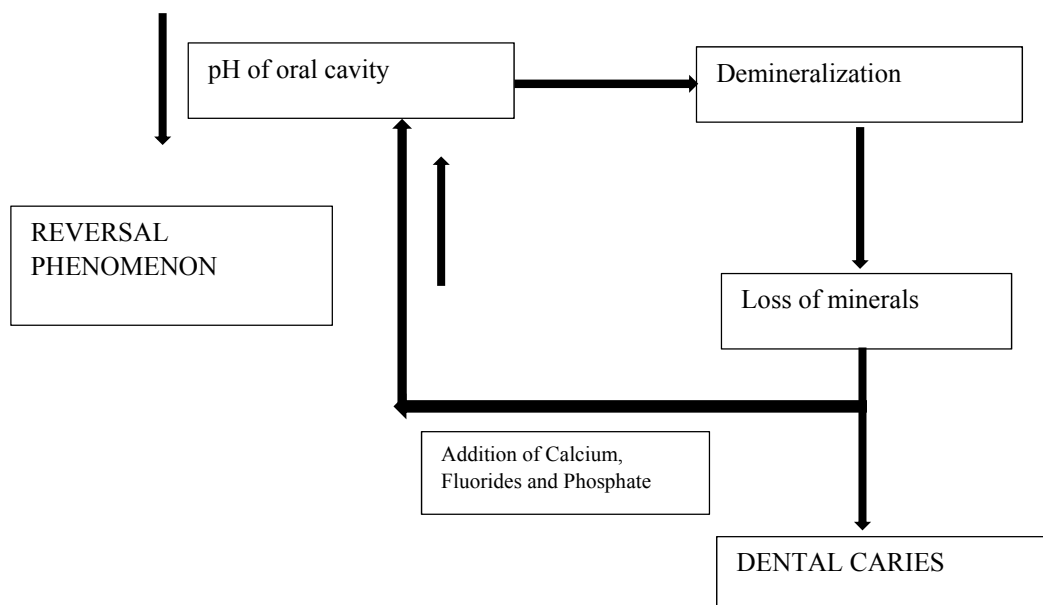 pH of oral cavity
Demineralization
REVERSAL
PHENOMENON
Loss of minerals
Addition of Calcium,
Fluorides and Phosphate
DENTAL CARIES